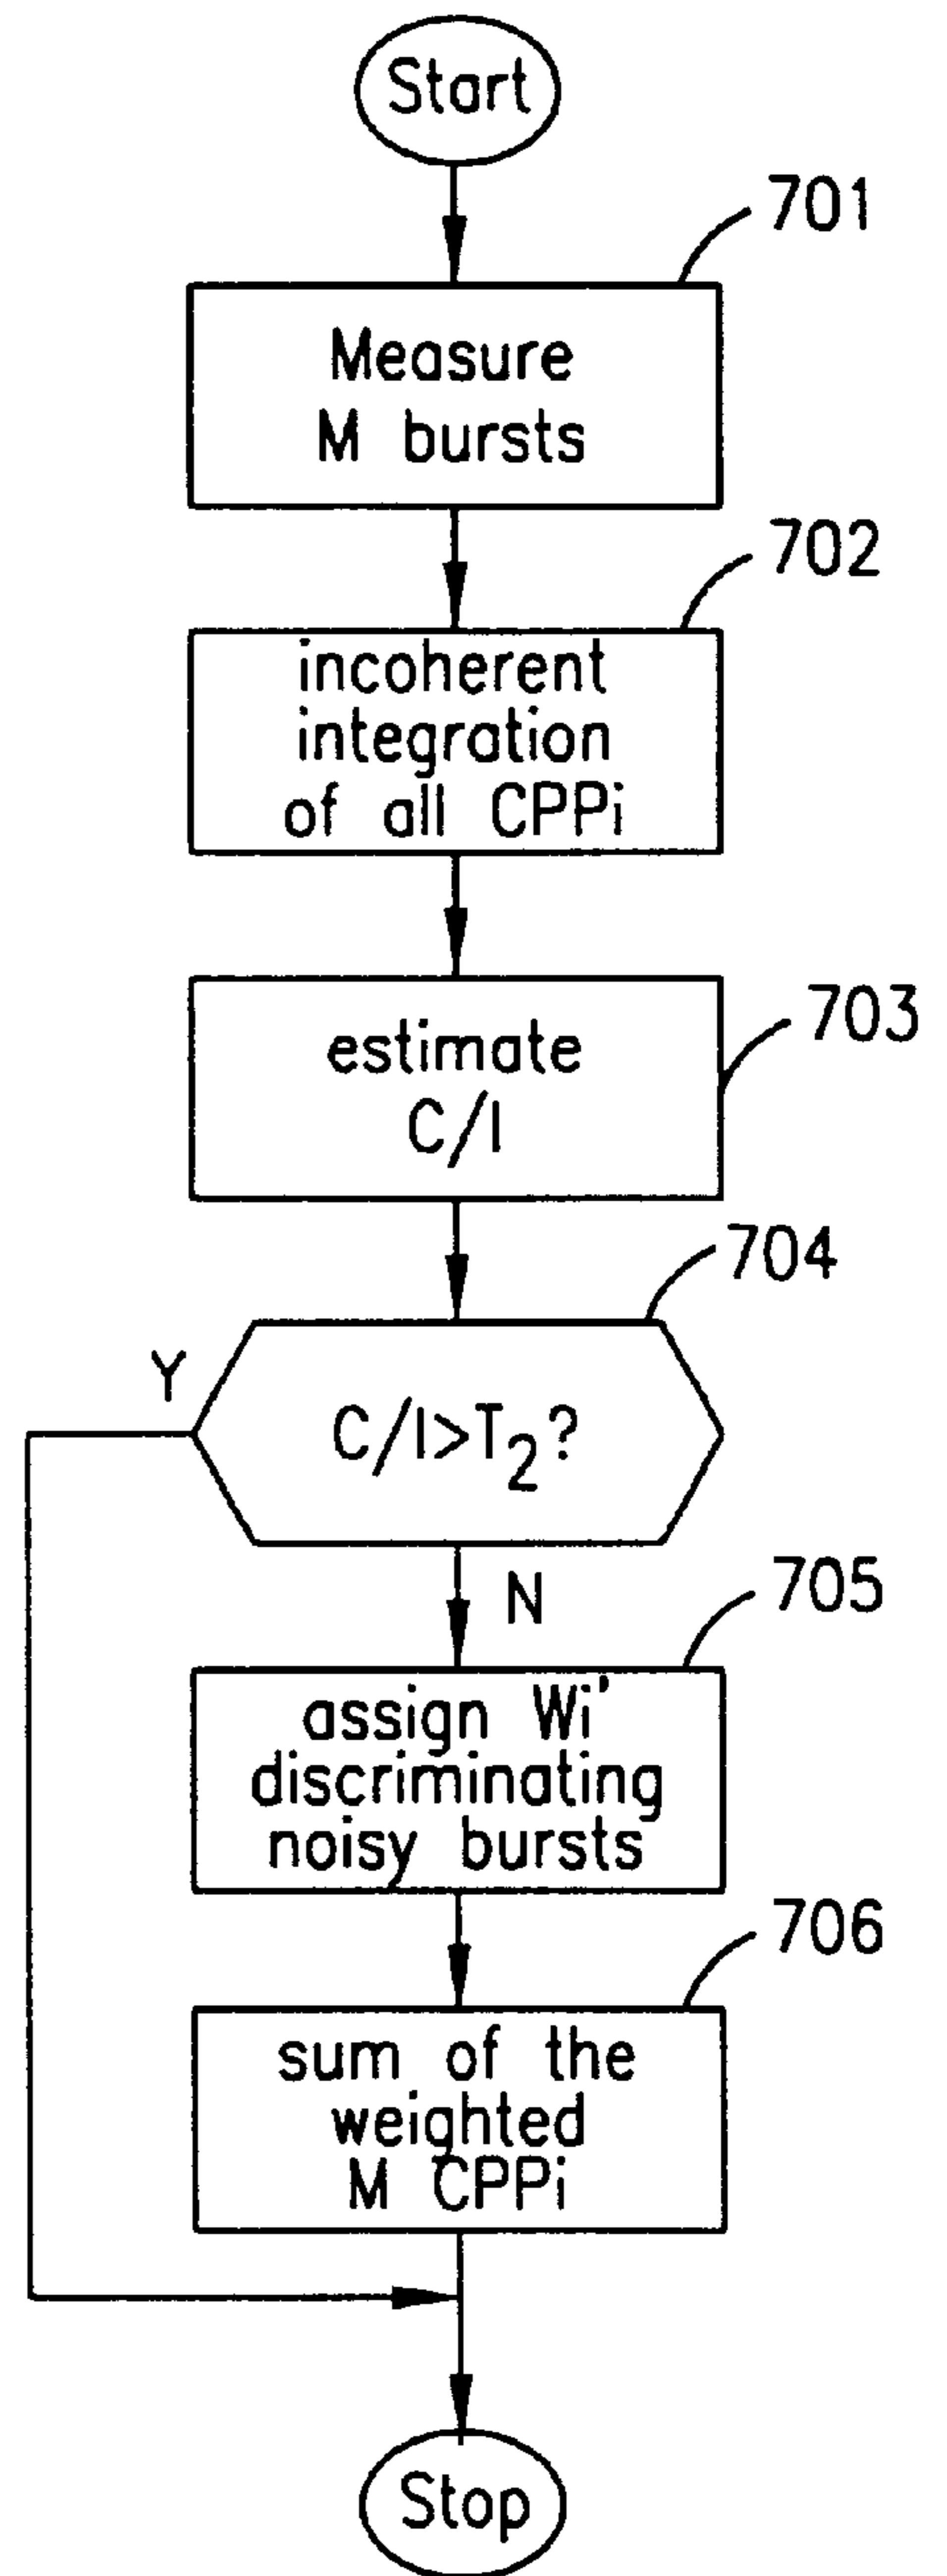 Start
701
Measure
M bursts
702
incoherent
integration
of all CPPi
703
estimate
C/I
704
Y
C/I>T2?
N
705
assign Wi'
discriminating
noisy bursts
706
sum of the
weighted
M CPPi
Stop